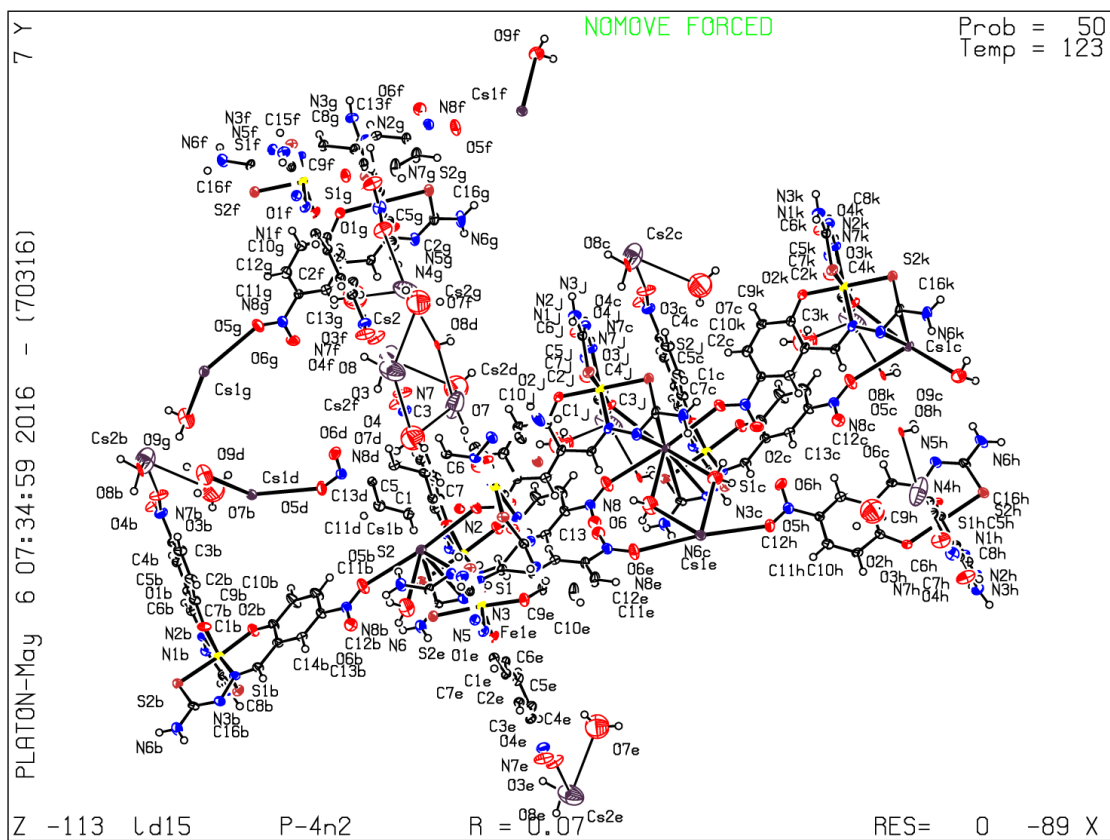 NOMOVE FORCED
Prob = 50
Temp = 123
PLATON-May 6 07:34:59 2016 - (70316) 7 Y
O9f
Cs1f
O6f
N3g C13f
C8g
N8f
N2g
O5f
N3f C15f
N5f
N6f S1f
C9f
C16f
S2f
N7g
S2g
S1g
C16g
O1f
O1g
C5g
N6g
N1f
C10g
C2g
N5g
N4g
C12g
C2f
C11g
N8g
Cs2g
O7f
C13g
Cs2
O5g
O8d
N7f
O3f
O4f
O6g
O8
Cs1g
O3
N7
Cs2d
Cs2f
C3
O7
O4
O7d
N8d
O6d
Cs2b
O9g
O9d
Cs1d
C13d
O5d
O8b
N7b
O7b
O4b
O3b
C5
C1
C11d
Cs1b
C6
C7
C10
N2
S2
O5b
C11b
C4b
C3b
C5b
C2b
C10b
O1b
C9b
C6b
C7b
O2b
C1b
N2b
N1b
N8b
C12b
O6b
C14b
C13b
S2b
S1b
C8b
N3b
C16b
N6b
N6
S2e
N5
N3
S1
Fe1e
C9e
C10e
O1e
C6e
C1e
C5e
C7e
C2e
C4e
C3e
O4e
N7e
O7e
O3e
O8e
Cs2e
C13
O6
N8
O6e
N8e
C12e
C11e
N6c
Cs1e
N3c
S1c
O8c
Cs2c
N3j
O4c
O3c
O7c
N2j
N1j
C6j
O4j
N7c
C4c
C5j
C7j
C2j
O3j
S2j
C5c
O2j
C1c
C7c
C1j
C3j
C2c
C10k
C9k
O2k
C3k
N3k
N1k
C6k
C8k
O4k
N2k
N7k
C5k
C7k
C2k
O3k
C4k
S2k
C16k
N6k
Cs1c
O8k
O5c
O9c
O8h
N8c
C12c
C13c
O2c
N5h
N6h
O6c
O6h
N4h
C16h
S2h
C9h
O5h
C12h
S1h
C5h
N1h
C11h
C10h
O2h
C6h
C8h
O3h
N7h
C7h
O4h
N2h
N3h
Z -113 ld15 P-4n2 R = 0.07 RES= 0 -89 X